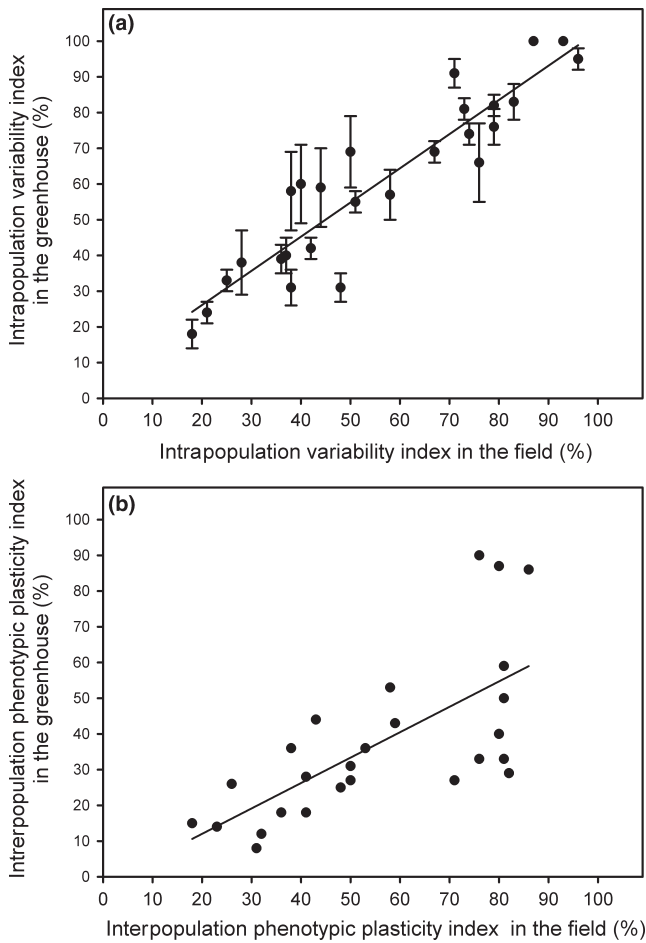 (a)
Intrapopulation variability index
in the greenhouse (%)
100
90
80
70
60
50
40
30
20
10
0
0 10 20 30 40 50 60 70 80 90 100
Intrapopulation variability index in the field (%)
(b)
Intrerpopulation phenotypic plasticity index
in the greenhouse (%)
100
90
80
70
60
50
40
30
20
10
0
0 10 20 30 40 50 60 70 80 90 100
Interpopulation phenotypic plasticity index in the field (%)